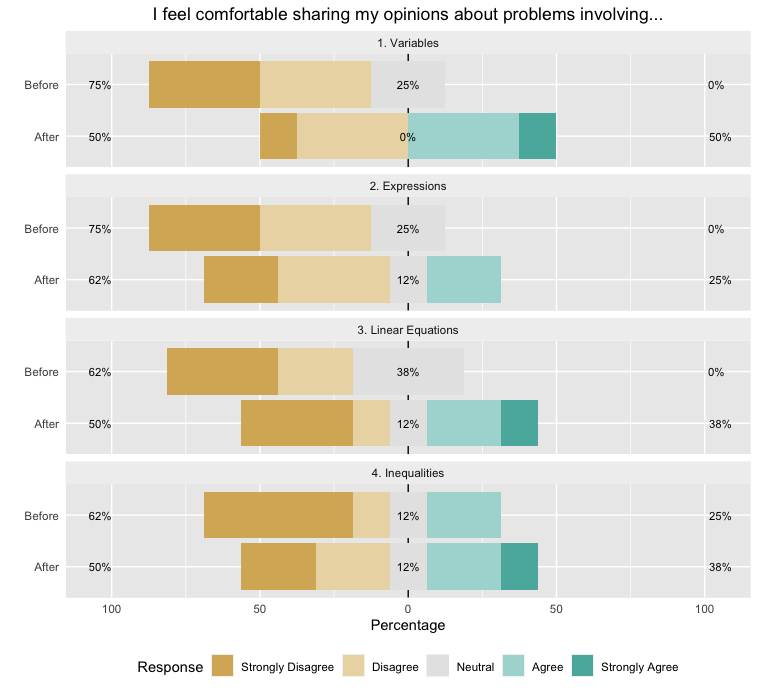 I feel comfortable sharing my opinions about problems involving...
1. Variables
Before 75% 25% 0%
After 50% 0% 50%
2. Expressions
Before 75% 25% 0%
After 62% 12% 25%
3. Linear Equations
Before 62% 38% 0%
After 50% 12% 38%
4. Inequalities
Before 62% 12% 25%
After 50% 12% 38%
100 50 0 50 100
Percentage
Response Strongly Disagree Disagree Neutral Agree Strongly Agree